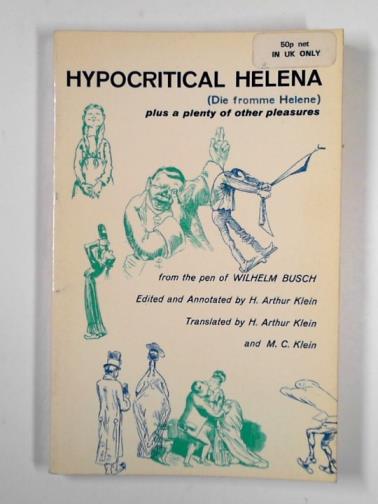 50p net
IN UK ONLY
HYPOCRITICAL HELENA
(Die fromme Helene)
plus a plenty of other pleasures
from the pen of WILHELM BUSCH
Edited and Annotated by H. Arthur Klein
Translated by H. Arthur Klein
and M. C. Klein